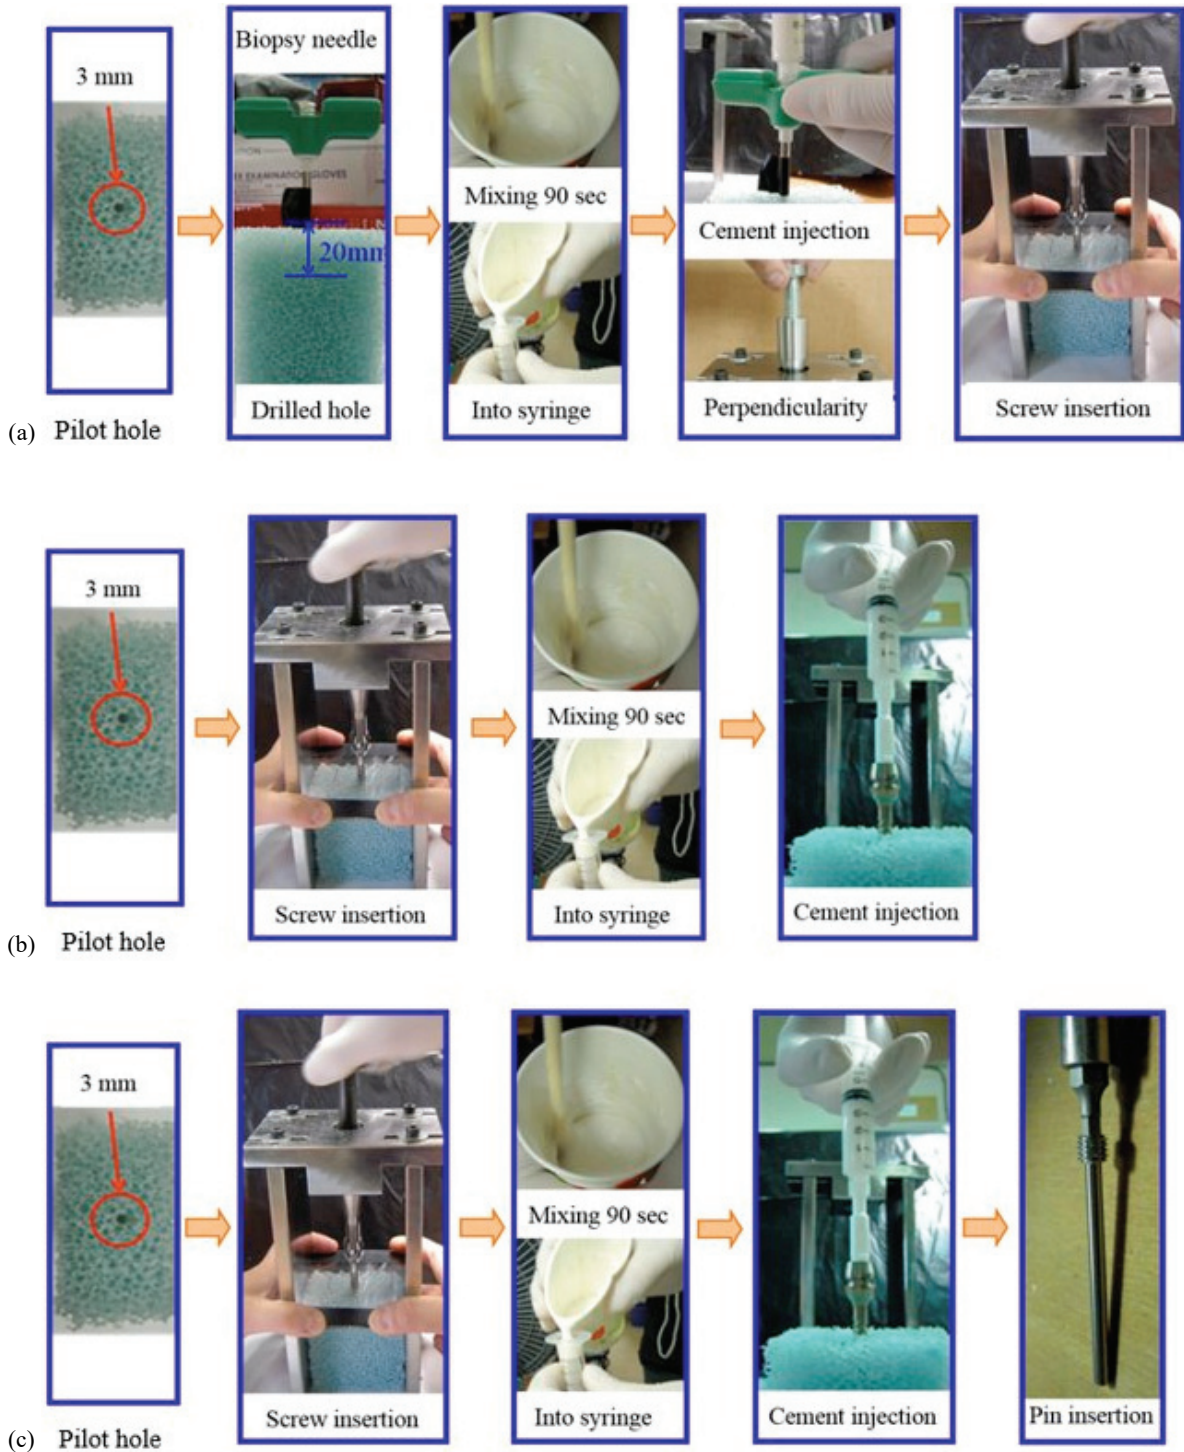 3 mm
Pilot hole
Biopsy needle
EXAMINATION GLOVES
20mm
Drilled hole
Mixing 90 sec
Into syringe
Cement injection
Perpendicularity
Screw insertion
(a)
3 mm
Pilot hole
Screw insertion
Mixing 90 sec
Into syringe
Cement injection
(b)
3 mm
Pilot hole
Screw insertion
Mixing 90 sec
Into syringe
Cement injection
Pin insertion
(c)